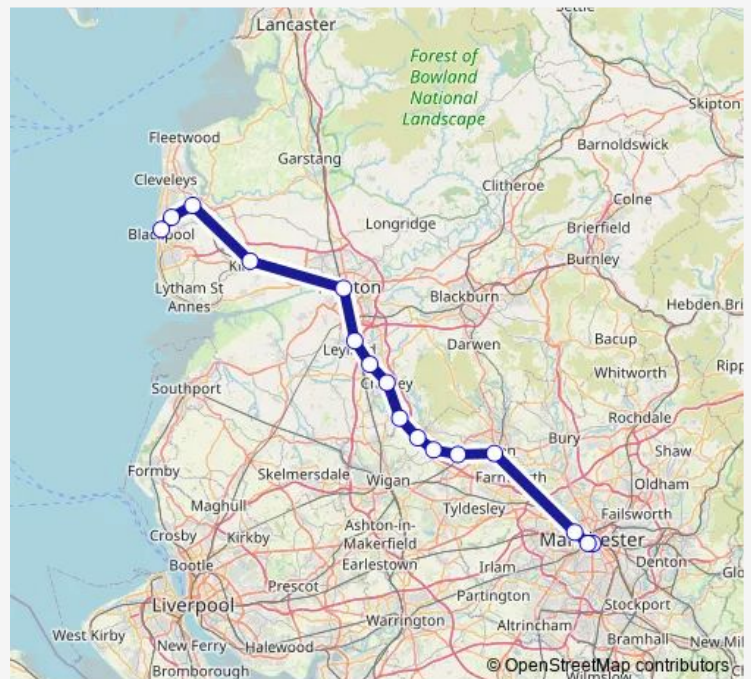 Settle
Lancaster
Forest of
Bowland
National
Landscape
Skipton
Fleetwood
Garstang
Barnoldswick
Cleveleys
Clitheroe
Colne
Longridge
Brierfield
Burnley
Lytham St
Annes
Blackburn
Hebden Bri
Darwen
Bacup
Whitworth
Ripp
Southport
Rochdale
Bury
Shaw
Formby
Skelmersdale
Wigan
Oldham
Maghull
Tyldesley
Failsworth
Crosby
Kirkby
Ashton-in-
Makerfield
Bootle
Earlestown
Irlam
Denton
Glo
Prescot
Partington
Liverpool
Warrington
Stockport
West Kirby
Altrincham
Bramhall
New Mil
New Ferry
Halewood
Bromborough
© OpenStreetMap contributors